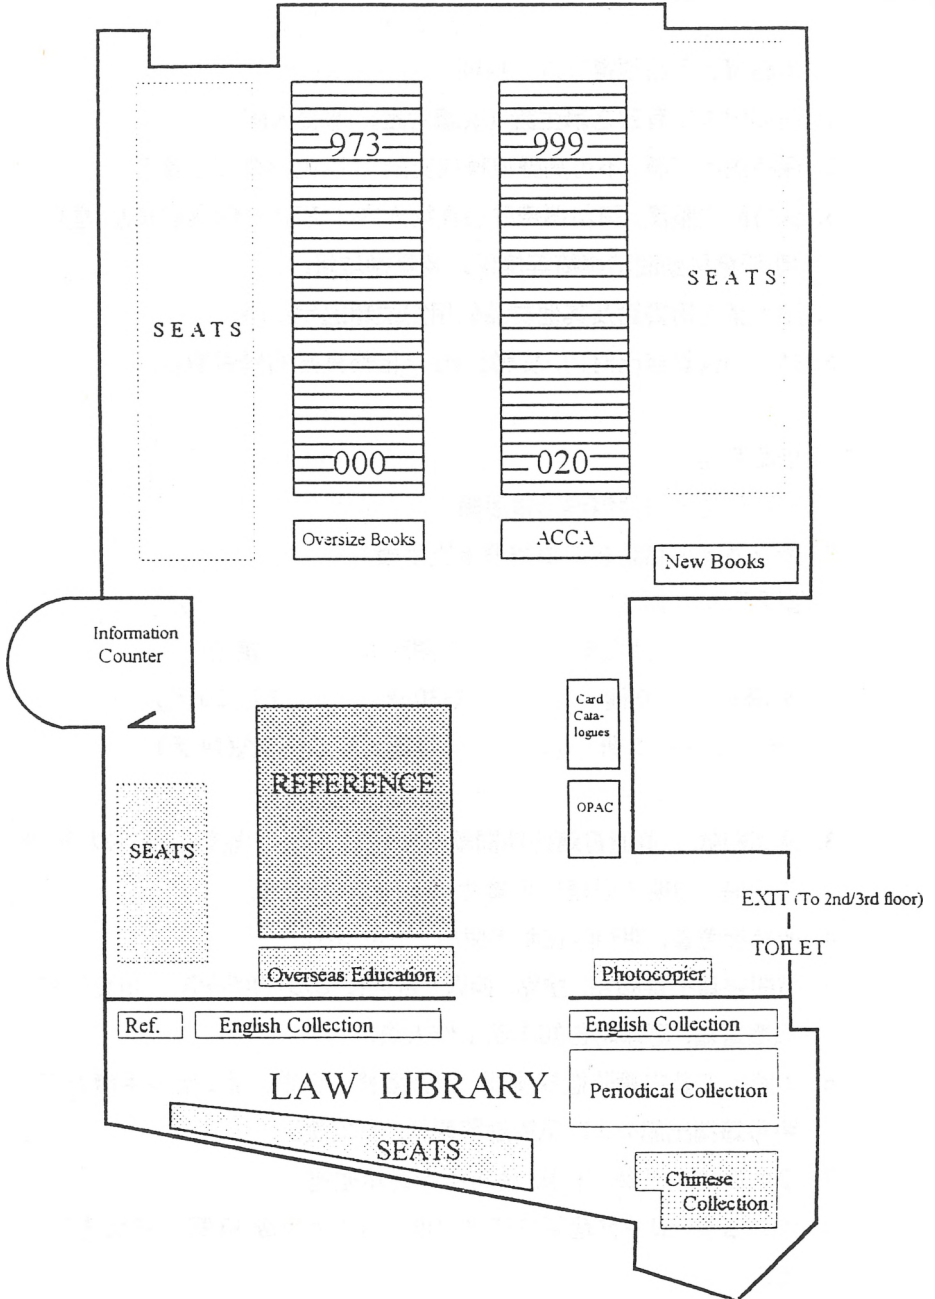 973
999
SEATS
SEATS
000
020
Oversize Books
ACCA
New Books
Information
Counter
Card
Cata-
logues
REFERENCE
OPAC
SEATS
EXIT (To 2nd/3rd floor)
TOILET
Overseas Education
Photocopier
Ref.
English Collection
English Collection
LAW LIBRARY
Periodical Collection
SEATS
Chinese
Collection